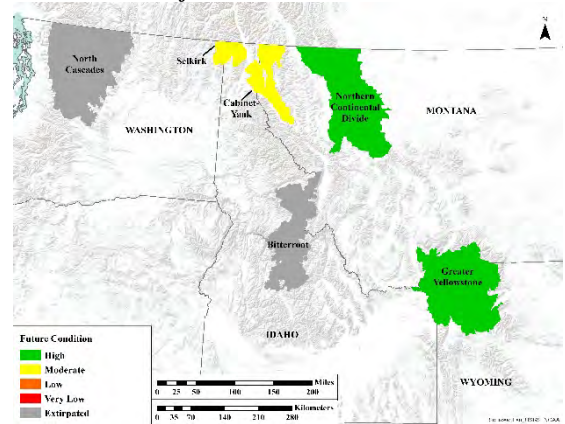 N
North
Cascades
Selkirk
Cabinet-
Yaak
Northern
Continental
Divide
MONTANA
WASHINGTON
Bitterroot
Greater
Yellowstone
IDAHO
WYOMING
Future Condition
High
Moderate
Low
Very Low
Extirpated
Miles
0 25 50 100 150 200
Kilometers
0 35 70 140 210 280